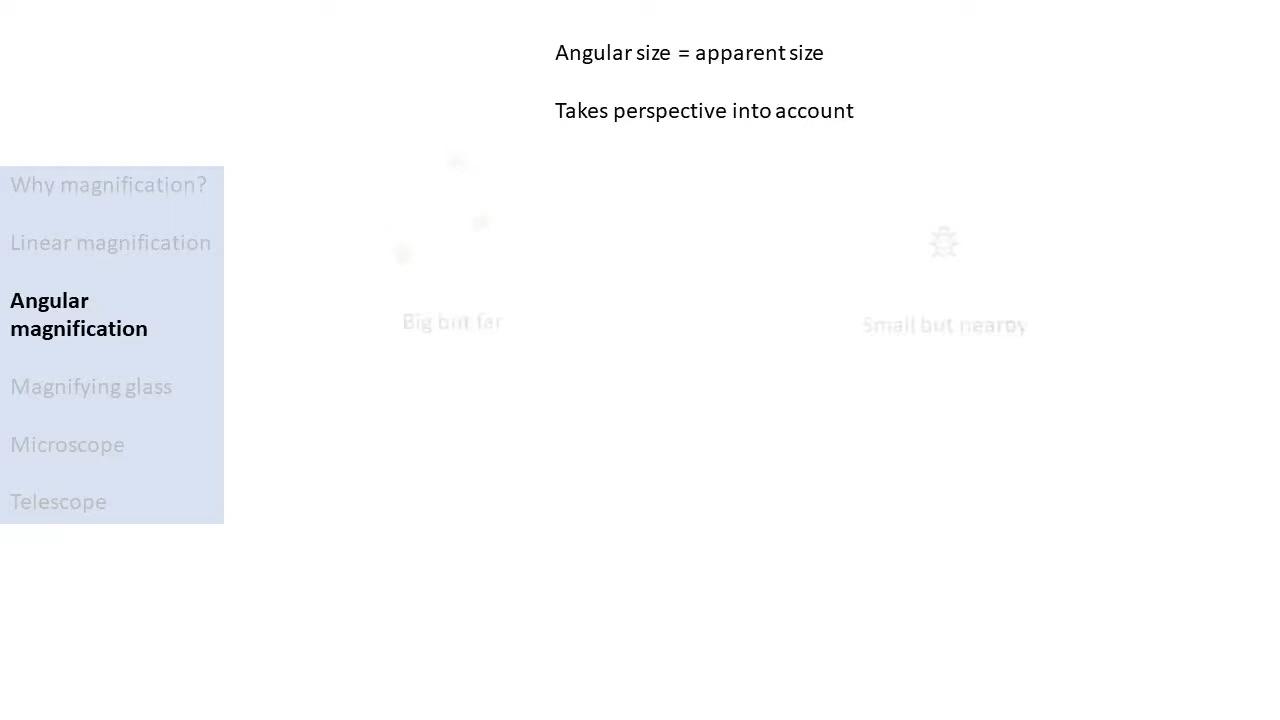 Angular size = apparent size
Takes perspective into account
Why magnification?
Linear magnification
Angular
magnification
Magnifying glass
Microscope
Telescope
Big but far
Small but nearby